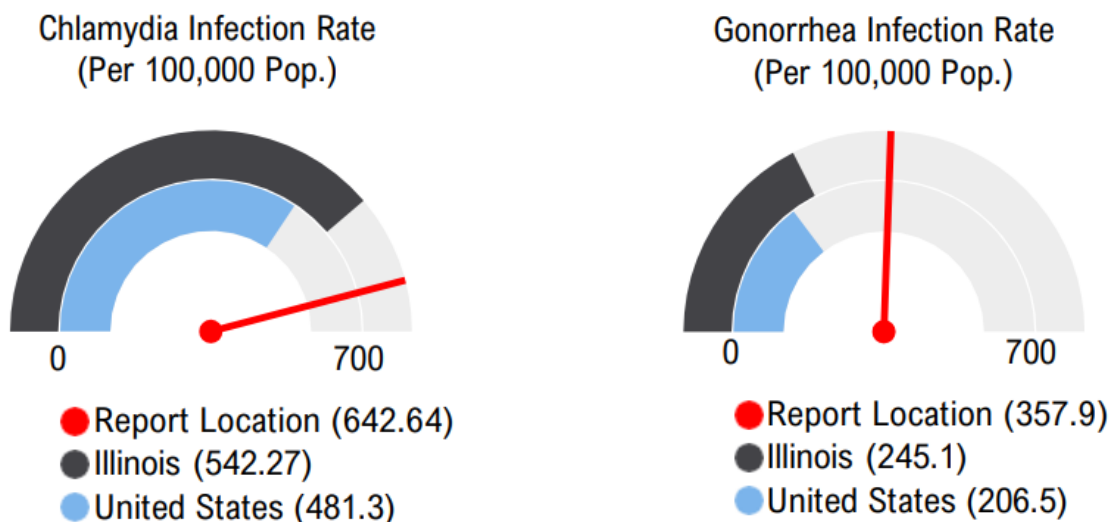 Chlamydia Infection Rate
(Per 100,000 Pop.)
0
700
Report Location (642.64)
Illinois (542.27)
United States (481.3)
Gonorrhea Infection Rate
(Per 100,000 Pop.)
0
700
Report Location (357.9)
Illinois (245.1)
United States (206.5)